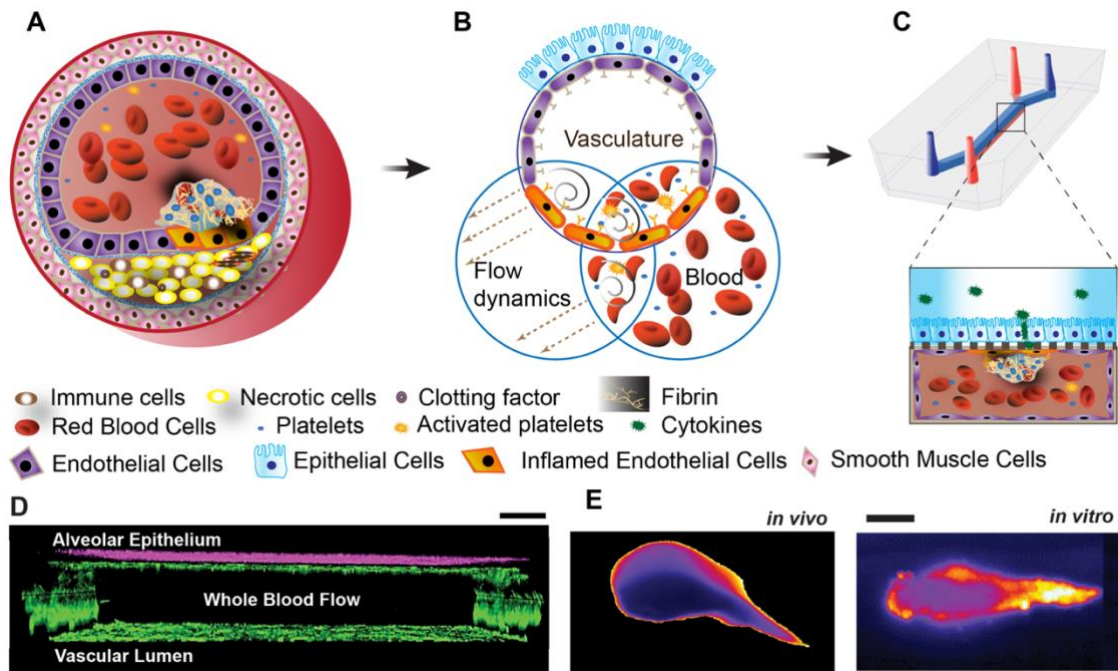 A
B
C
Vasculature
Flow
dynamics
Blood
Immune cells
Necrotic cells
Clotting factor
Fibrin
Red Blood Cells
Platelets
Activated platelets
Cytokines
Endothelial Cells
Epithelial Cells
Inflamed Endothelial Cells
Smooth Muscle Cells
D
Alveolar Epithelium
Whole Blood Flow
Vascular Lumen
E
in vivo
in vitro